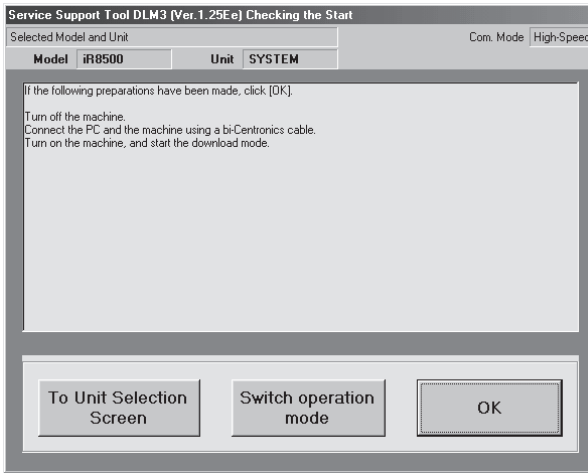 Service Support Tool DLM3 (Ver.1.25Ee) Checking the Start
Selected Model and Unit
Com. Mode High-Speed
Model iR8500 Unit SYSTEM
If the following preparations have been made, click [OK].
Turn off the machine.
Connect the PC and the machine using a bi-Centronics cable.
Turn on the machine, and start the download mode.
To Unit Selection
Screen
Switch operation
mode
OK